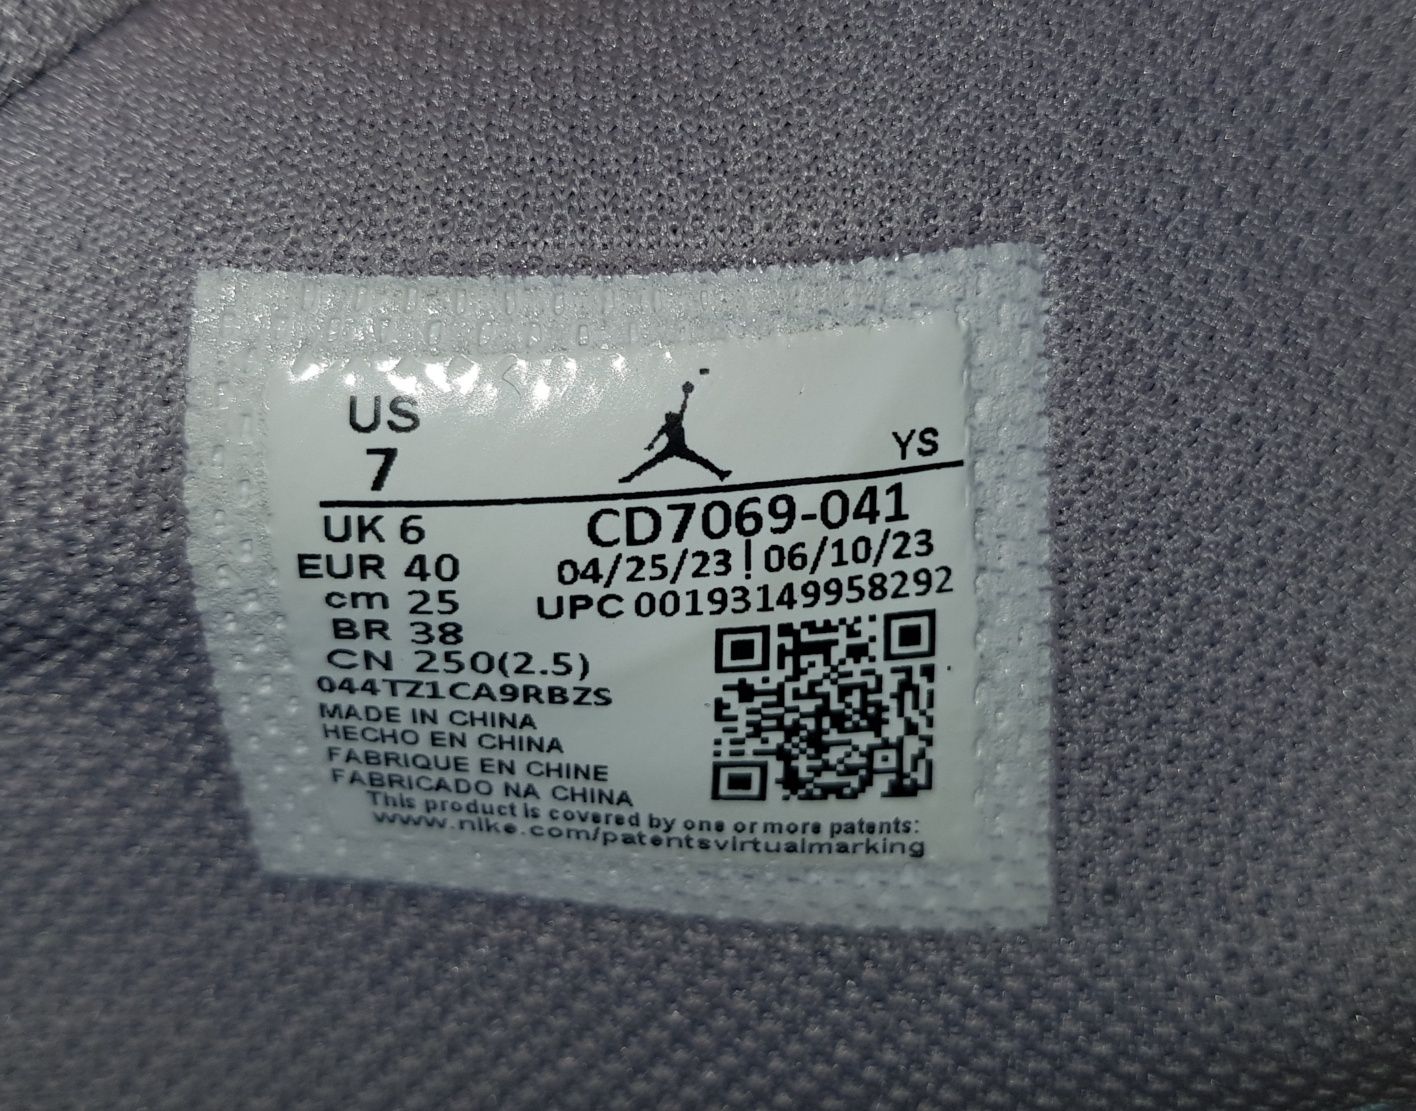 US
7
YS
UK 6
EUR 40
cm 25
BR 38
CN 250(2.5)
044TZ1CA9RBZS
CD7069-041
04/25/23 | 06/10/23
UPC 00193149958292
MADE IN CHINA
HECHO EN CHINA
FABRIQUE EN CHINE
FABRICADO NA CHINA
This product is covered by one or more patents:
www.nike.com/patentsvirtualmarking